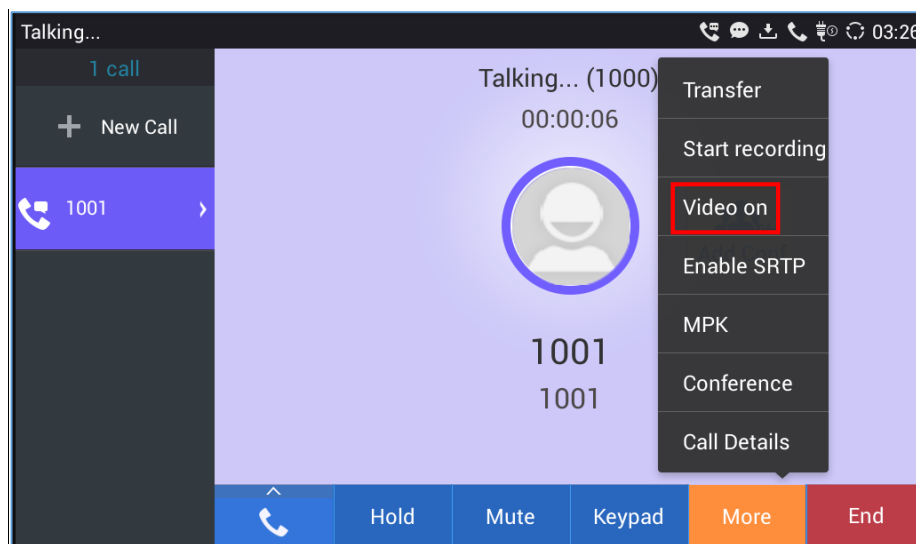 Talking...
03:26
1 call
New Call
1001
Talking... (1000)
00:00:06
1001
1001
Transfer
Start recording
Video on
Enable SRTP
MPK
Conference
Call Details
Hold
Mute
Keypad
More
End